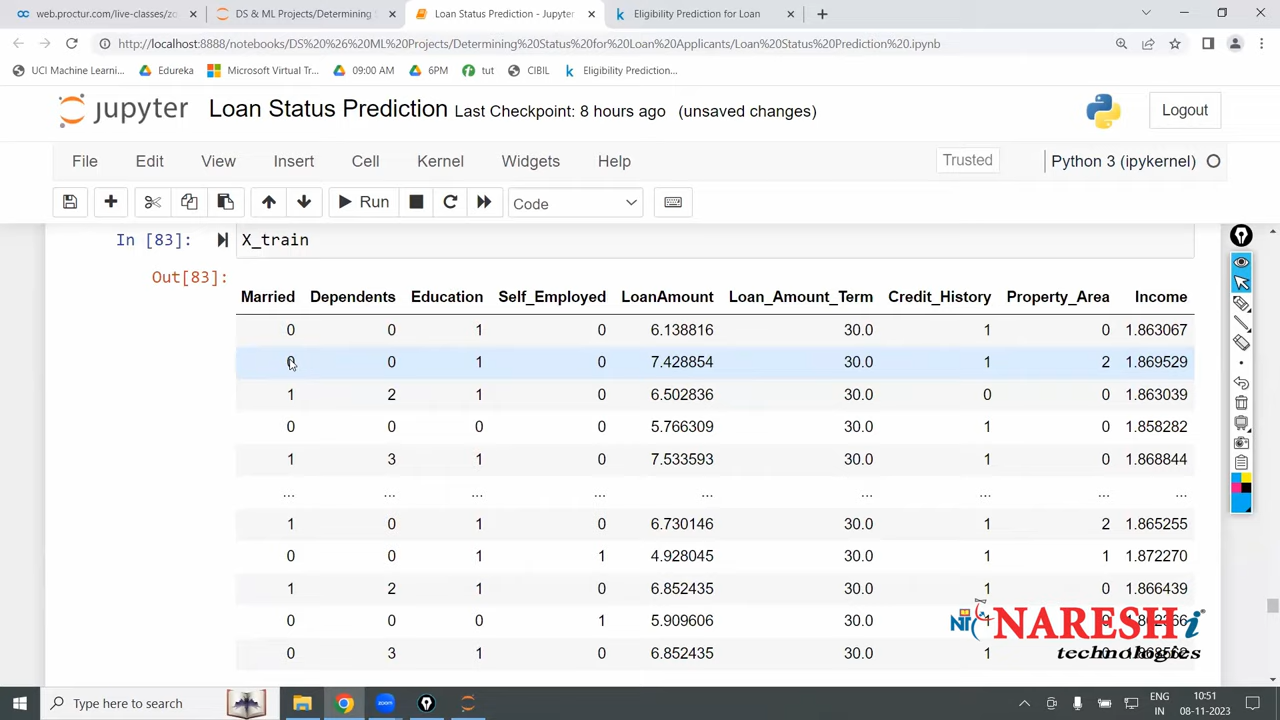 web.proctur.com/live-classes/zo
DS & ML Projects/Determining S
Loan Status Prediction - Jupyter
Eligibility Prediction for Loan
http://localhost:8888/notebooks/DS%20%26%20ML%20Projects/Determining%20Status%20for%20Loan%20Applicants/Loan%20Status%20Prediction%20.ipynb
UCI Machine Learni...
Edureka
Microsoft Virtual Tr...
09:00 AM
6PM
tut
CIBIL
Eligibility Prediction...
jupyter Loan Status Prediction Last Checkpoint: 8 hours ago (unsaved changes)
Logout
File Edit View Insert Cell Kernel Widgets Help
Trusted
Python 3 (ipykernel)
Run
Code
In [83]: X_train
Out[83]:
Married Dependents Education Self_Employed LoanAmount Loan_Amount_Term Credit_History Property_Area Income
0 0 1 0 6.138816 30.0 1 0 1.863067
0 0 1 0 7.428854 30.0 1 2 1.869529
1 2 1 0 6.502836 30.0 0 0 1.863039
0 0 0 0 5.766309 30.0 1 0 1.858282
1 3 1 0 7.533593 30.0 1 0 1.868844
... ... ... ... ... ... ... ... ...
1 0 1 0 6.730146 30.0 1 2 1.865255
0 0 1 1 4.928045 30.0 1 1 1.872270
1 2 1 0 6.852435 30.0 1 0 1.866439
0 0 0 1 5.909606 30.0 1
0 3 1 0 6.852435 30.0 1
NARESH i
technologies
Type here to search
ENG
IN
10:51
08-11-2023